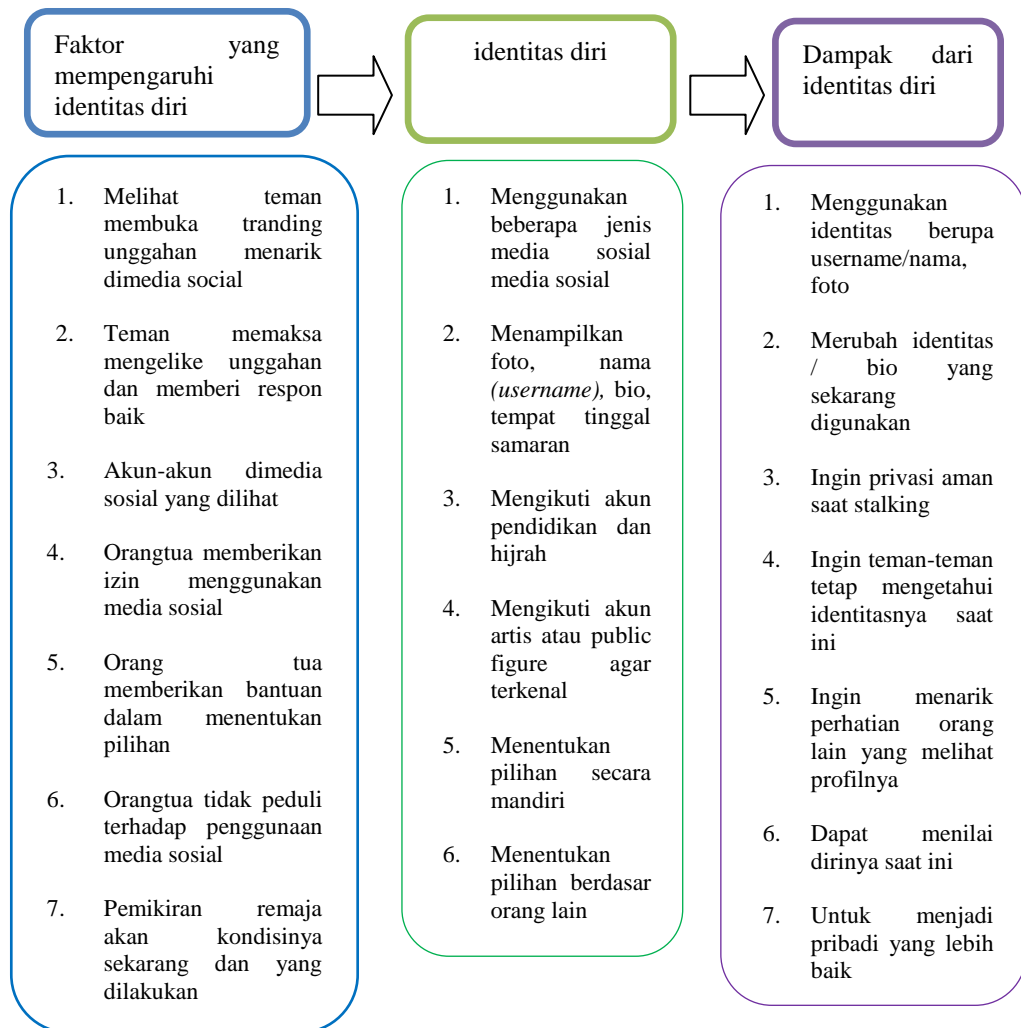 Faktor yang
mempengaruhi
identitas diri
identitas diri
Dampak dari
identitas diri
1. Melihat teman
membuka tranding
unggahan menarik
dimedia social
2. Teman memaksa
mengelike unggahan
dan memberi respon
baik
3. Akun-akun dimedia
sosial yang dilihat
4. Orangtua memberikan
izin menggunakan
media sosial
5. Orang tua
memberikan bantuan
dalam menentukan
pilihan
6. Orangtua tidak peduli
terhadap penggunaan
media sosial
7. Pemikiran remaja
akan kondisinya
sekarang dan yang
dilakukan
1. Menggunakan
beberapa jenis
media sosial
media sosial
2. Menampilkan
foto, nama
(username), bio,
tempat tinggal
samaran
3. Mengikuti akun
pendidikan dan
hijrah
4. Mengikuti akun
artis atau public
figure agar
terkenal
5. Menentukan
pilihan secara
mandiri
6. Menentukan
pilihan berdasar
orang lain
1. Menggunakan
identitas berupa
username/nama,
foto
2. Merubah identitas
/ bio yang
sekarang
digunakan
3. Ingin privasi aman
saat stalking
4. Ingin teman-teman
tetap mengetahui
identitasnya saat
ini
5. Ingin menarik
perhatian orang
lain yang melihat
profilnya
6. Dapat menilai
dirinya saat ini
7. Untuk menjadi
pribadi yang lebih
baik